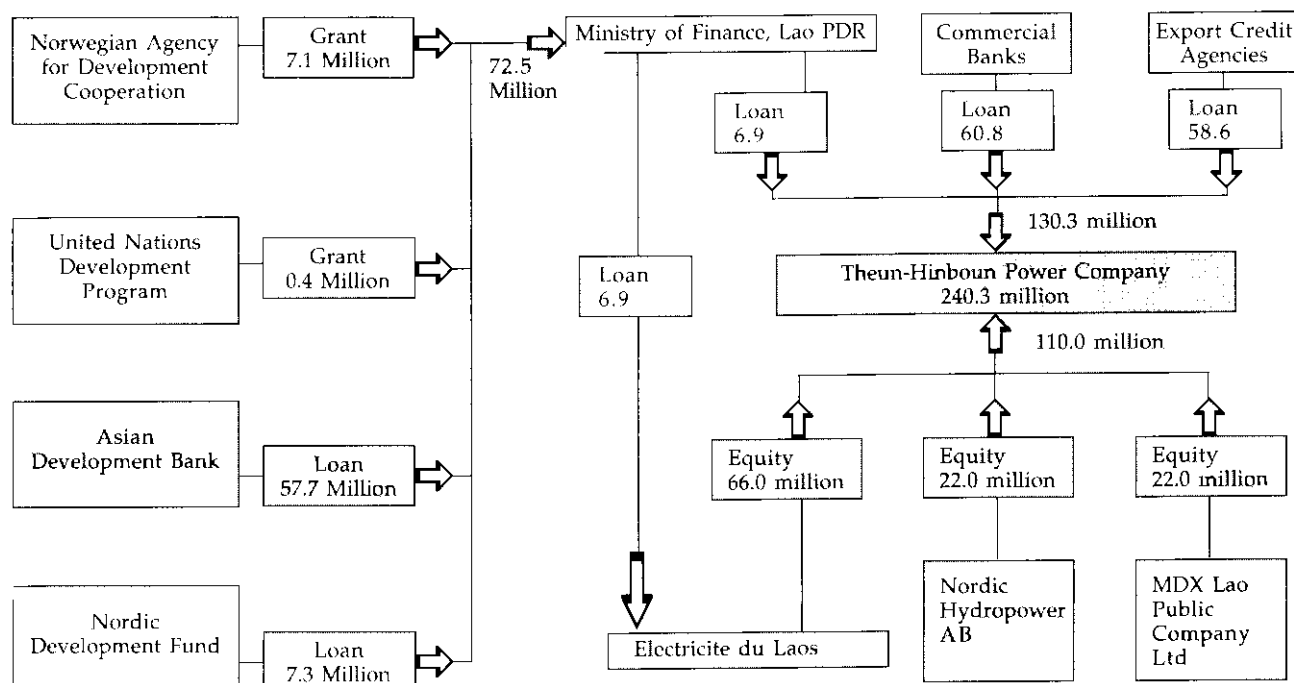 Norwegian Agency
for Development
Cooperation
Grant
7.1 Million
72.5
Million
Ministry of Finance, Lao PDR
Commercial
Banks
Export Credit
Agencies
Loan
6.9
Loan
60.8
Loan
58.6
130.3 million
United Nations
Development
Program
Grant
0.4 Million
Loan
6.9
Theun-Hinboun Power Company
240.3 million
110.0 million
Asian
Development Bank
Loan
57.7 Million
Equity
66.0 million
Equity
22.0 million
Equity
22.0 million
Nordic
Development Fund
Loan
7.3 Million
Electricite du Laos
Nordic
Hydropower
AB
MDX Lao
Public
Company
Ltd